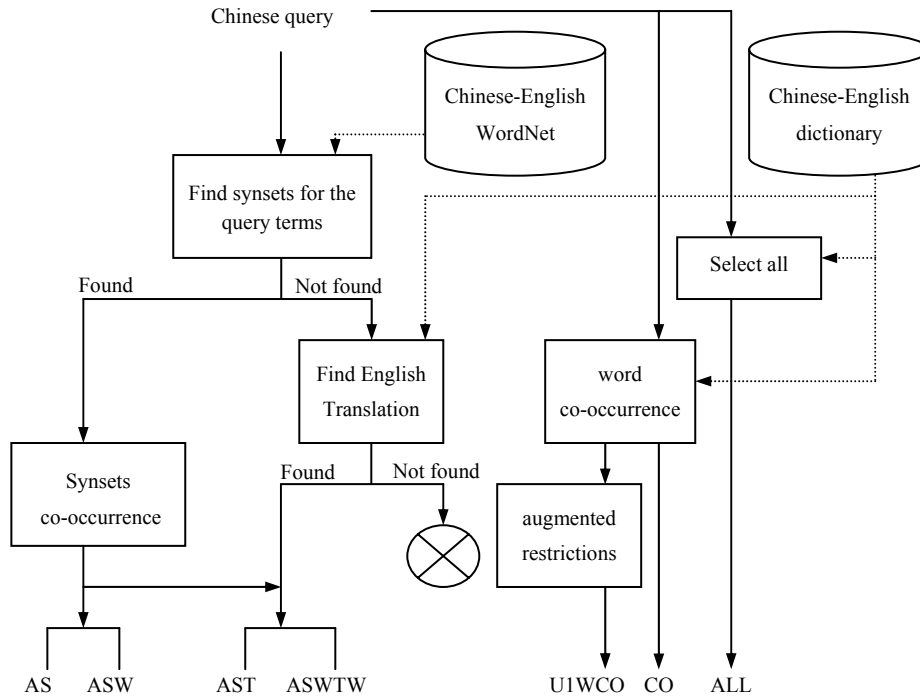 Chinese query
Chinese-English
WordNet
Chinese-English
dictionary
Find synsets for the
query terms
Select all
Found
Not found
Find English
Translation
word
co-occurrence
Synsets
co-occurrence
Found
Not found
augmented
restrictions
AS
ASW
AST
ASWTW
U1WCO
CO
ALL